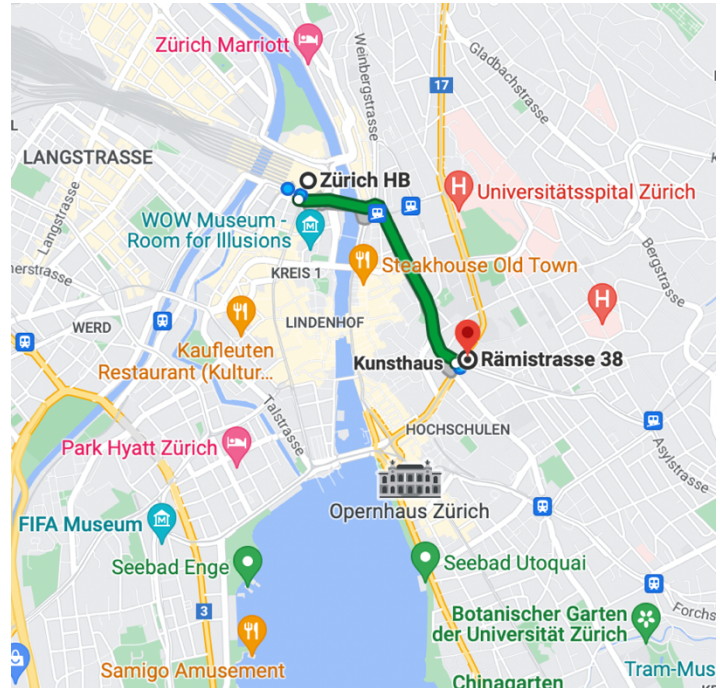 Zürich Marriott
Weinbergstrasse
Gladbachstrasse
17
LANGSTRASSE
Zürich HB
H
Universitätsspital Zürich
Langstrasse
WOW Museum -
Room for Illusions
M
KREIS 1
Steakhouse Old Town
Bergstrasse
H
nerstrasse
WERD
LINDENHOF
Kaufleuten
Restaurant (Kultur...
Kunsthaus
Rämistrasse 38
Talstrasse
HOCHSCHULEN
Park Hyatt Zürich
Asylstrasse
Opernhaus Zürich
FIFA Museum
M
Seebad Enge
Seebad Utoquai
3
Botanischer Garten
der Universität Zürich
Forchs
Samigo Amusement
Tram-Mus
Chinagarten